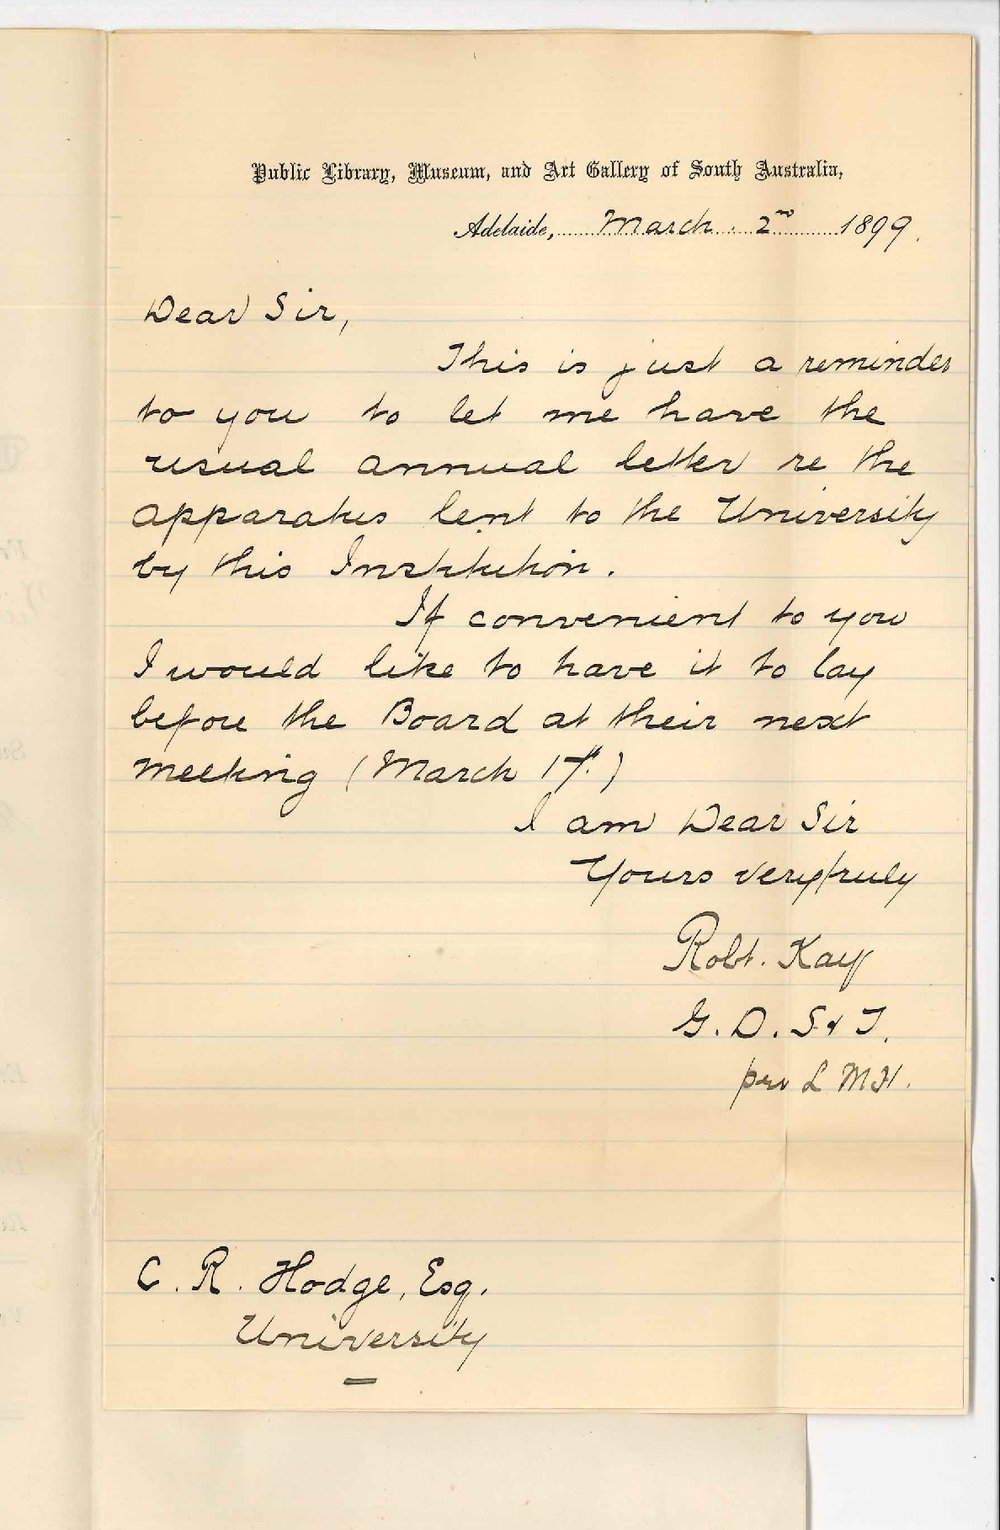 Public Library, Museum, and Art Gallery of South Australia,
Adelaide, March. 2nd 1899.
Dear Sir,
This is just a reminder
to you to let me have the
usual annual letter re the
apparatus lent to the University
by this Institution.
If convenient to you
I would like to have it to lay
before the Board at their next
meeting (March 17th.)
I am Dear Sir
Yours very truly
Robt. Kay
G. D. S & T.
per L M H.
C. R. Hodge, Esq.
University